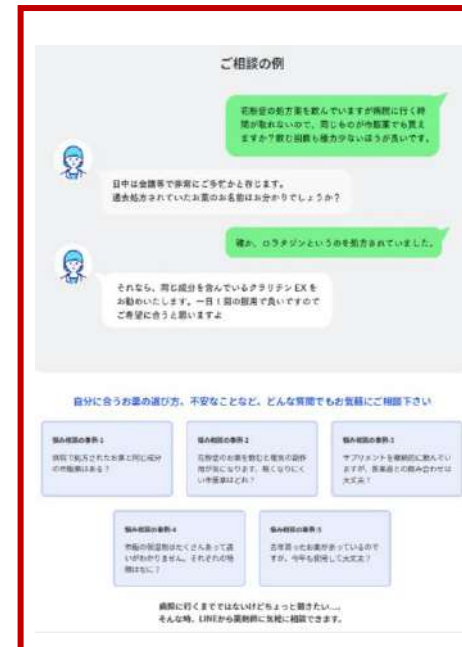 ご相談の例
花粉症の処方薬を飲んでいますが病院に行く時
間が取れないので、同じものが市販薬でも買え
ますか？飲む回数も極力少ないほうが良いです。
日中は会議等で非常にご多忙かと存じます。
過去処方されていたお薬のお名前はお分かりでしょうか？
確か、ロラタジンというのを処方されていました。
それなら、同じ成分を含んでいるクラリチンEXを
お勧めいたします。一日1回の服用で良いですので
ご希望に合うと思いますよ
自分に合うお薬の選び方、不安なことなど、どんな質問でもお気軽にご相談下さい
悩み相談の事例-1
病院で処方されたお薬と同じ成分
の市販薬はある？
悩み相談の事例-2
花粉症のお薬を飲むと眠気の副作
用が気になります。眠くなりにく
い市販薬はどれ？
悩み相談の事例-3
サプリメントを継続的に飲んでい
ますが、医薬品との飲み合わせは
大丈夫？
悩み相談の事例-4
市販の保湿剤はたくさんあって違
いがわかりません。それぞれの特
徴はなに？
悩み相談の事例-5
去年買ったお薬が余っているので
すが、今年も使用して大丈夫？
病院に行くまでではないけどちょっと聞きたい…。
そんな時、LINEから薬剤師に気軽に相談できます。